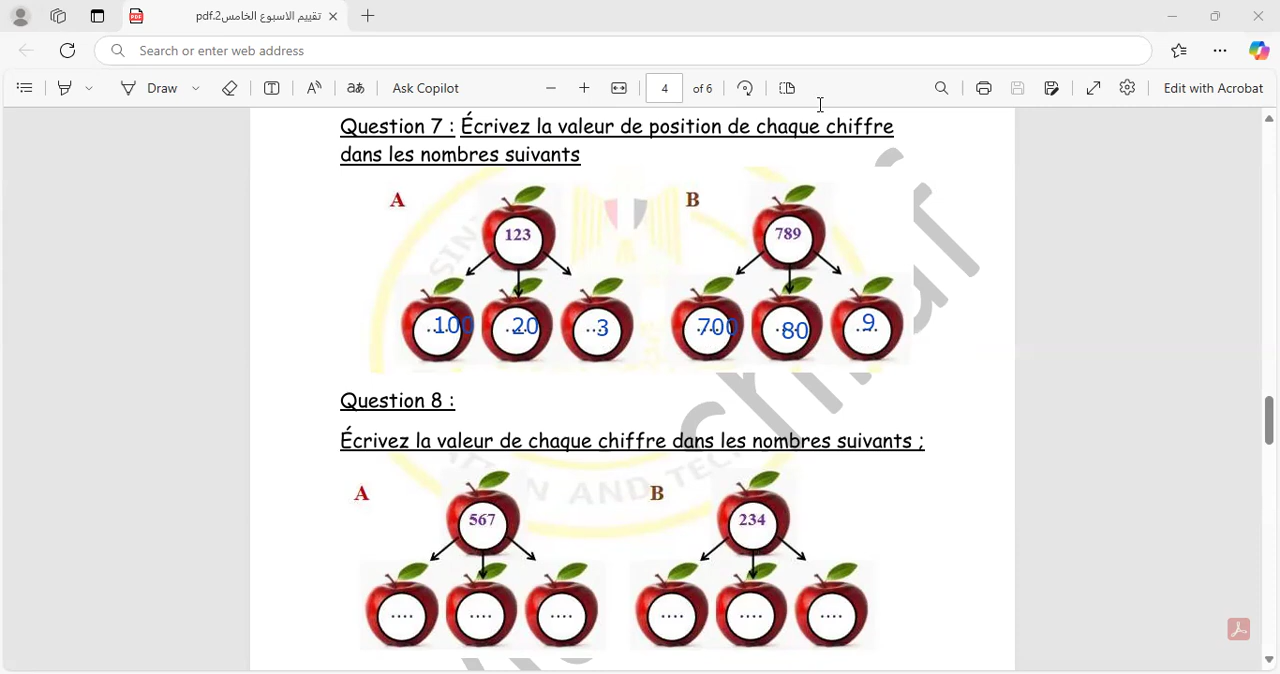 تقييم الاسبوع الخامس2.pdf
Search or enter web address
Draw
Ask Copilot
4 of 6
Edit with Acrobat
Question 7 : Écrivez la valeur de position de chaque chiffre
dans les nombres suivants
A B
123 789
100 20 3 700 80 9
Question 8 :
Écrivez la valeur de chaque chiffre dans les nombres suivants ;
AND TEC
A B
567 234
.... .... .... .... .... ....